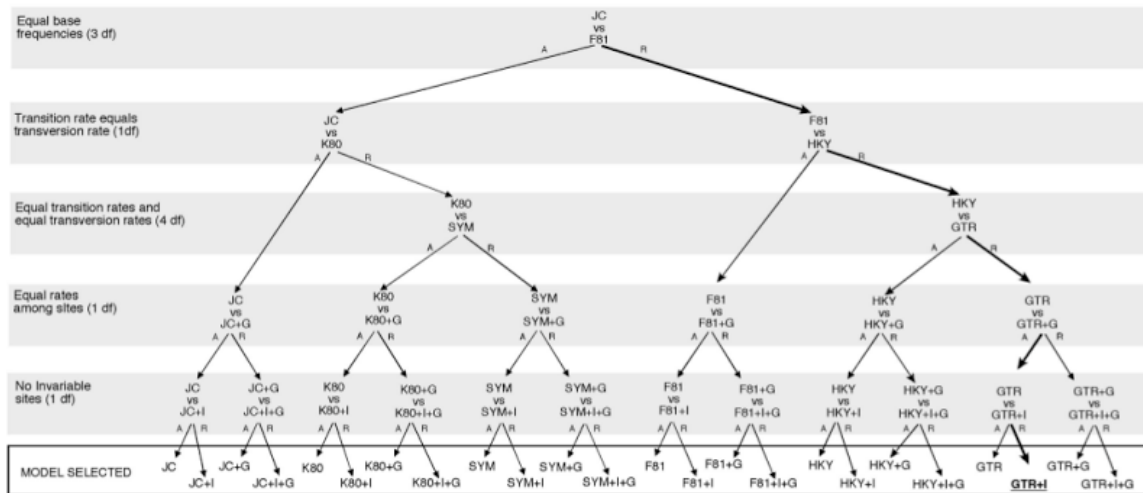 Equal base
frequencies (3 df)
JC
vs
F81
A R
Transition rate equals
transversion rate (1df)
JC
vs
K80
F81
vs
HKY
A R A R
Equal transition rates and
equal transversion rates (4 df)
K80
vs
SYM
HKY
vs
GTR
A R A R
Equal rates
among sites (1 df)
JC
vs
JC+G
K80
vs
K80+G
SYM
vs
SYM+G
F81
vs
F81+G
HKY
vs
HKY+G
GTR
vs
GTR+G
A R A R A R A R A R A R
No Invariable
sites (1 df)
JC
vs
JC+I
JC+G
vs
JC+I+G
K80
vs
K80+I
K80+G
vs
K80+I+G
SYM
vs
SYM+I
SYM+G
vs
SYM+I+G
F81
vs
F81+I
F81+G
vs
F81+I+G
HKY
vs
HKY+I
HKY+G
vs
HKY+I+G
GTR
vs
GTR+I
GTR+G
vs
GTR+I+G
A R A R A R A R A R A R A R A R A R A R A R A R
MODEL SELECTED
JC JC+G K80 K80+G SYM SYM+G F81 F81+G HKY HKY+G GTR GTR+G
JC+I JC+I+G K80+I K80+I+G SYM+I SYM+I+G F81+I F81+I+G HKY+I HKY+I+G GTR+I GTR+I+G